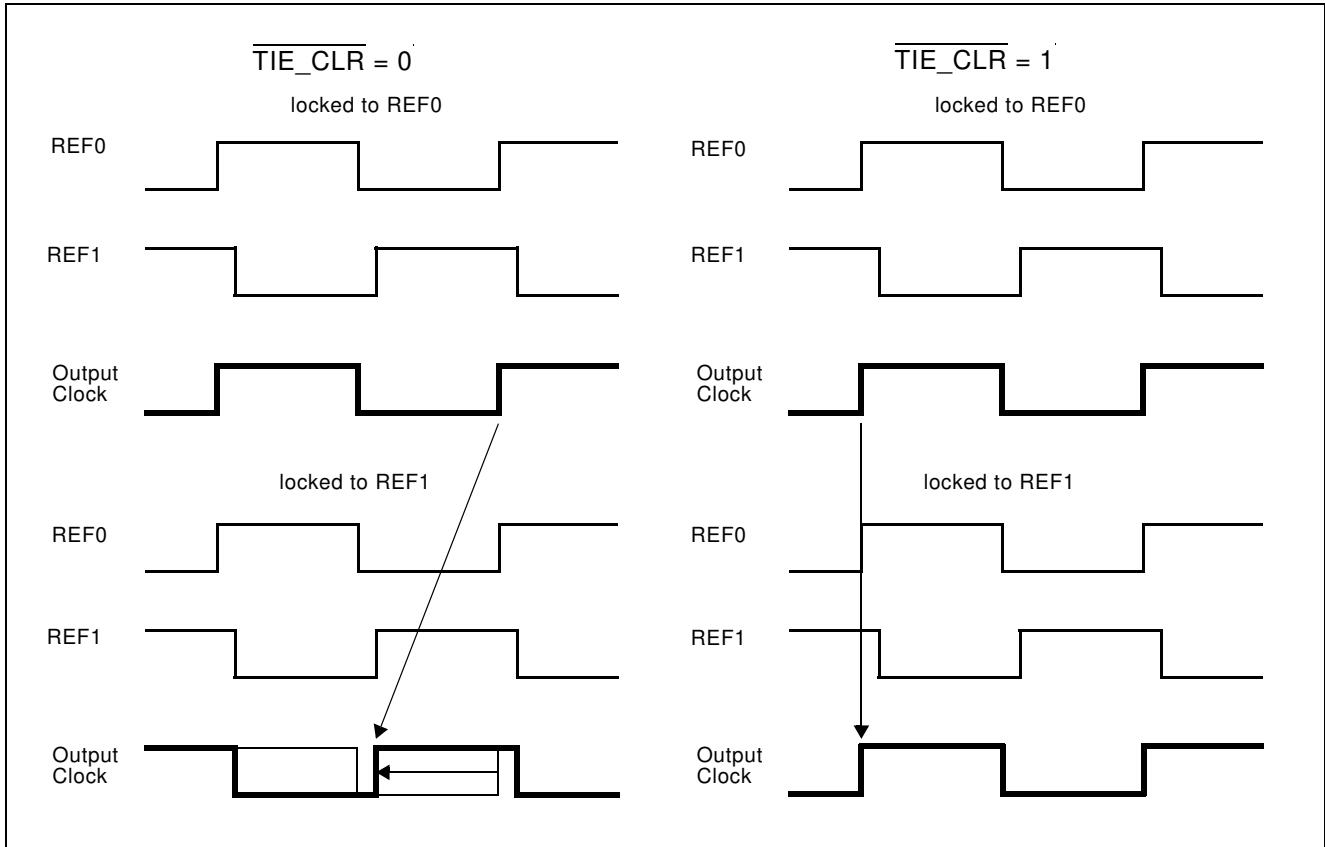 TIE_CLR = 0
locked to REF0
REF0
REF1
Output
Clock
locked to REF1
REF0
REF1
Output
Clock
TIE_CLR = 1
locked to REF0
REF0
REF1
Output
Clock
locked to REF1
REF0
REF1
Output
Clock